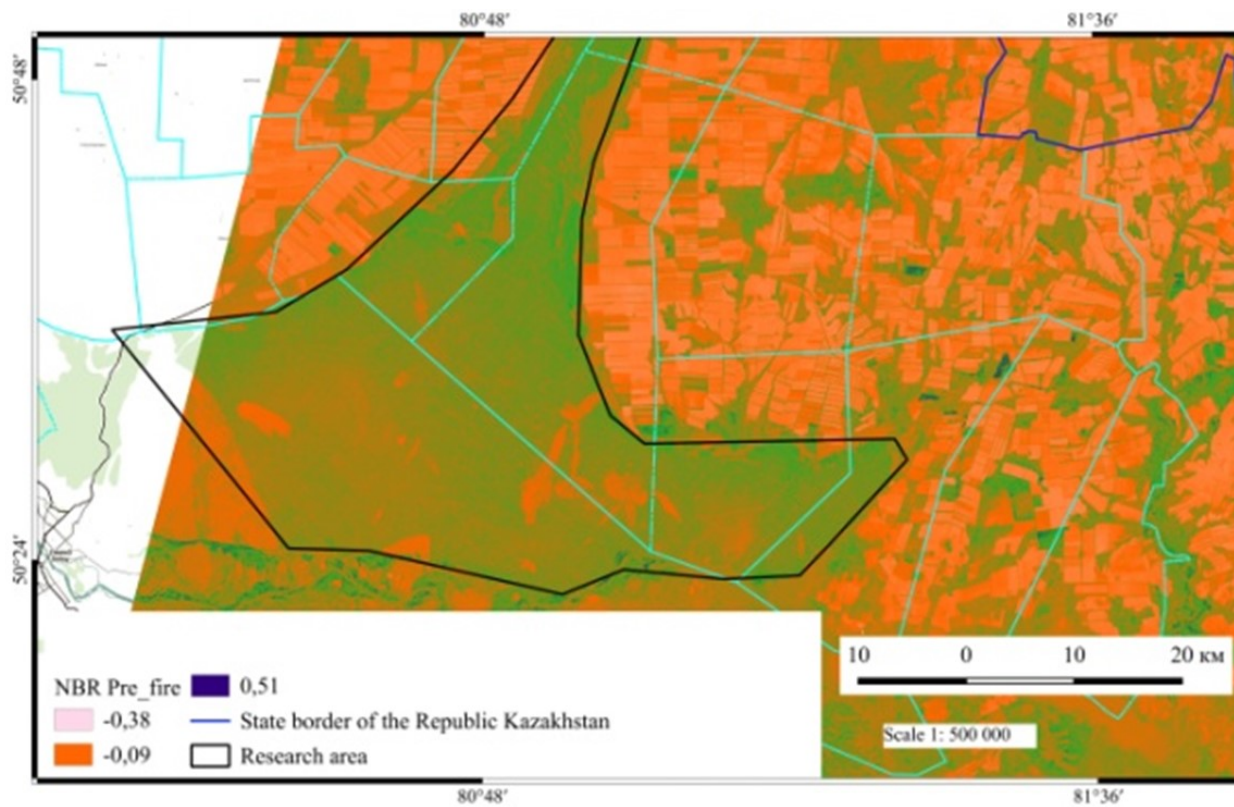 80°48′ 81°36′
50°48′
50°24′
10 0 10 20 км
NBR Pre_fire 0,51
-0,38 State border of the Republic Kazakhstan
Scale 1: 500 000
-0,09 Research area
80°48′ 81°36′